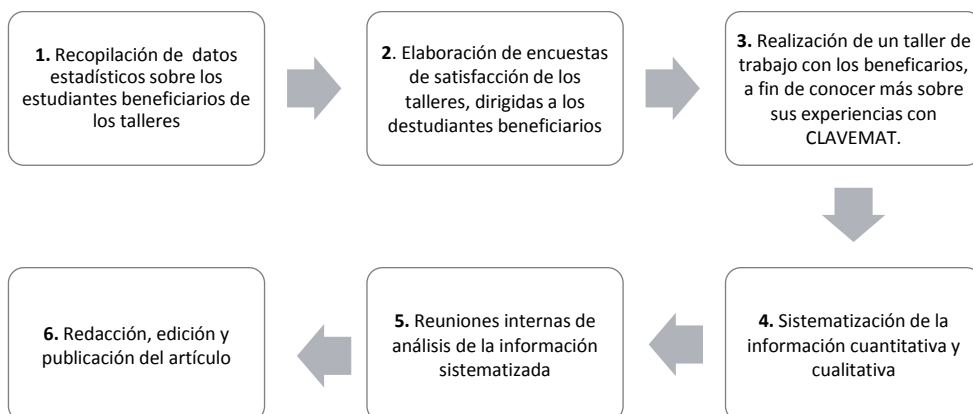 1. Recopilación de datos
estadísticos sobre los
estudiantes beneficiarios de
los talleres
2. Elaboración de encuestas
de satisfacción de los
talleres, dirigidas a los
destudiantes beneficiarios
3. Realización de un taller de
trabajo con los beneficarios,
a fin de conocer más sobre
sus experiencias con
CLAVEMAT.
4. Sistematización de la
información cuantitativa y
cualitativa
5. Reuniones internas de
análisis de la información
sistematizada
6. Redacción, edición y
publicación del artículo